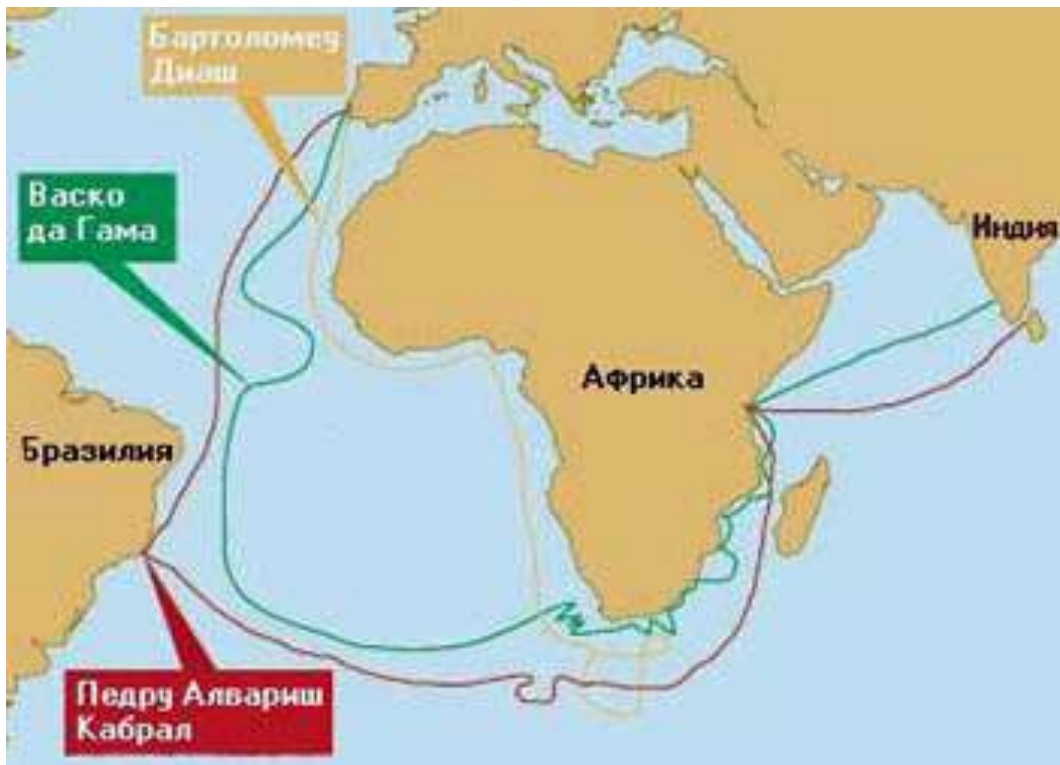 Бартоломеу
Диаш
Васко
да Гама
Индия
Африка
Бразилия
Педру Алвариш
Кабрал